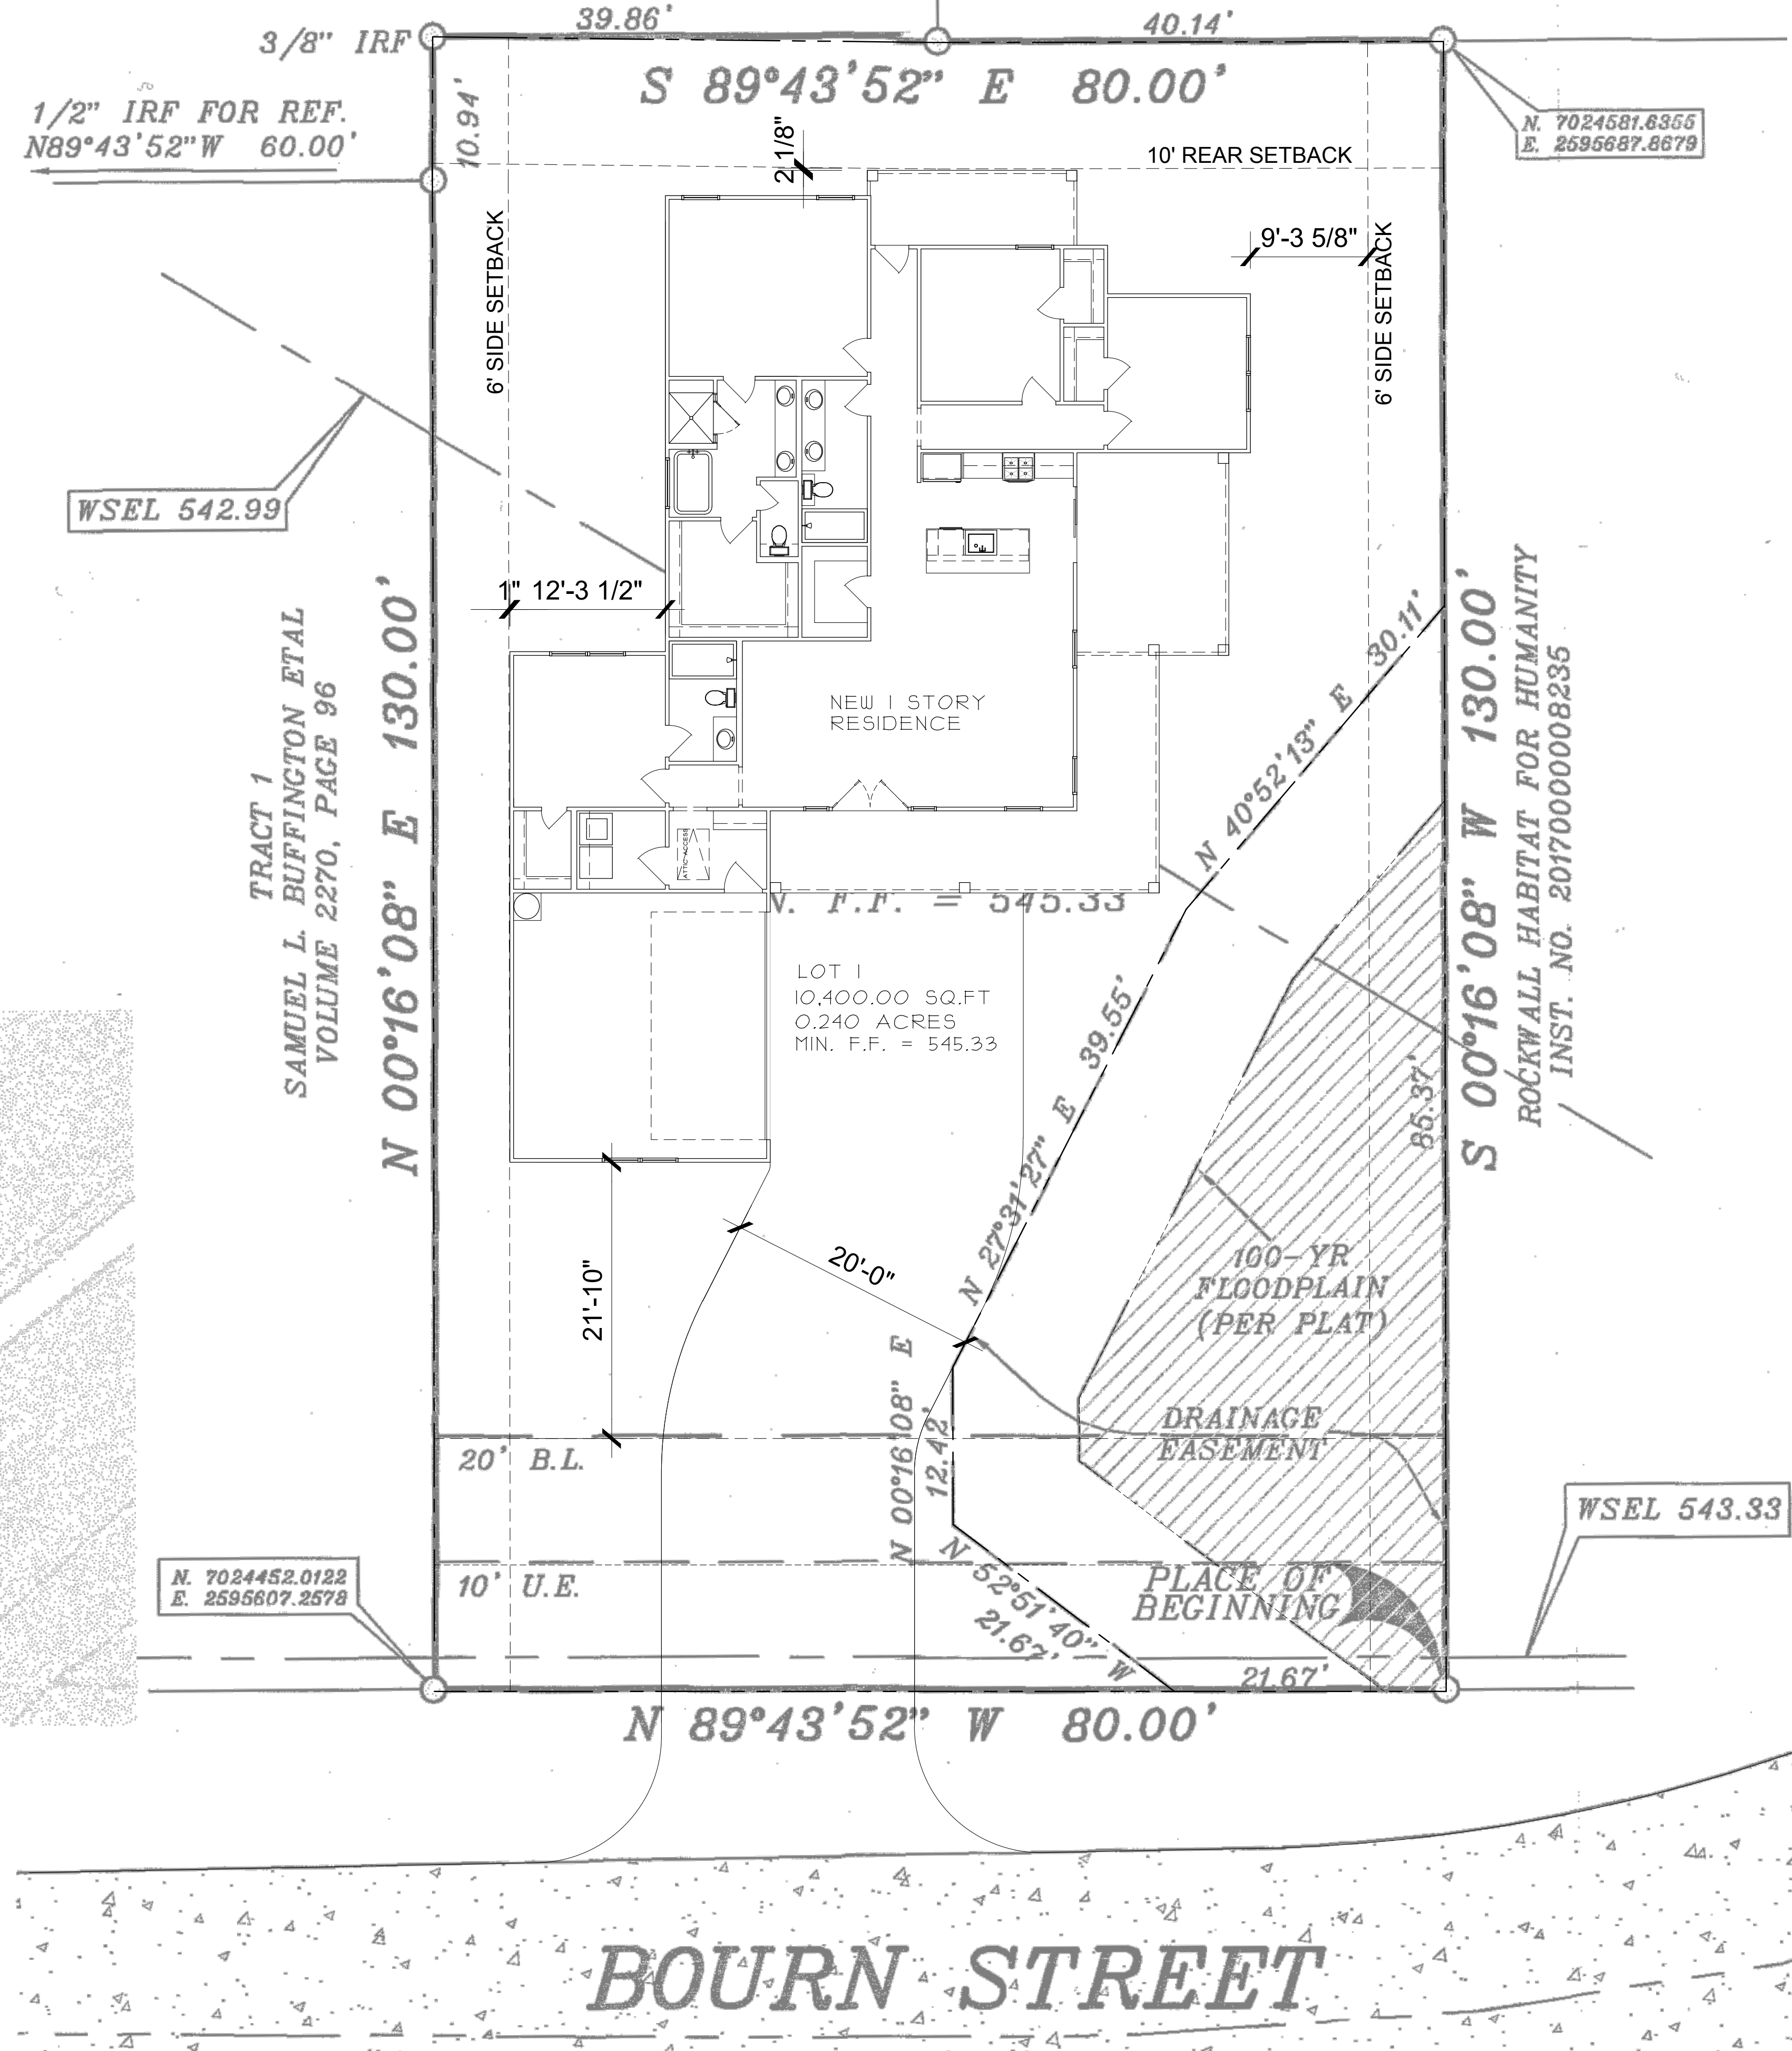 39.86'
40.14'
3/8" IRF
S 89°43'52" E 80.00'
1/2" IRF FOR REF.
N89°43'52"W 60.00'
10.94'
N. 7024581.6355
E. 2595687.8679
2 1/8"
10' REAR SETBACK
6' SIDE SETBACK
9'-3 5/8"
6' SIDE SETBACK
WSEL 542.99
1" 12'-3 1/2"
30.11'
N 40°52'13" E
NEW 1 STORY
RESIDENCE
TRACT 1
SAMUEL L. BUFFINGTON ETAL
VOLUME 2270, PAGE 96
N 00°16'08" E 130.00'
S 00°16'08" W 130.00'
ROCKWALL HABITAT FOR HUMANITY
INST. NO. 20170000008235
ATTIC ACCESS
N. F.F. = 545.33
LOT 1
10,400.00 SQ.FT
0.240 ACRES
MIN. F.F. = 545.33
N 27°31'27" E 39.55'
85.37'
100-YR
FLOODPLAIN
(PER PLAT)
20'-0"
21'-10"
N 00°16'08" E
12.42'
DRAINAGE
EASEMENT
20' B.L.
WSEL 543.33
N. 7024452.0122
E. 2595607.2578
10' U.E.
N 52°51'40" W
21.67'
PLACE OF
BEGINNING
21.67'
N 89°43'52" W 80.00'
BOURN STREET